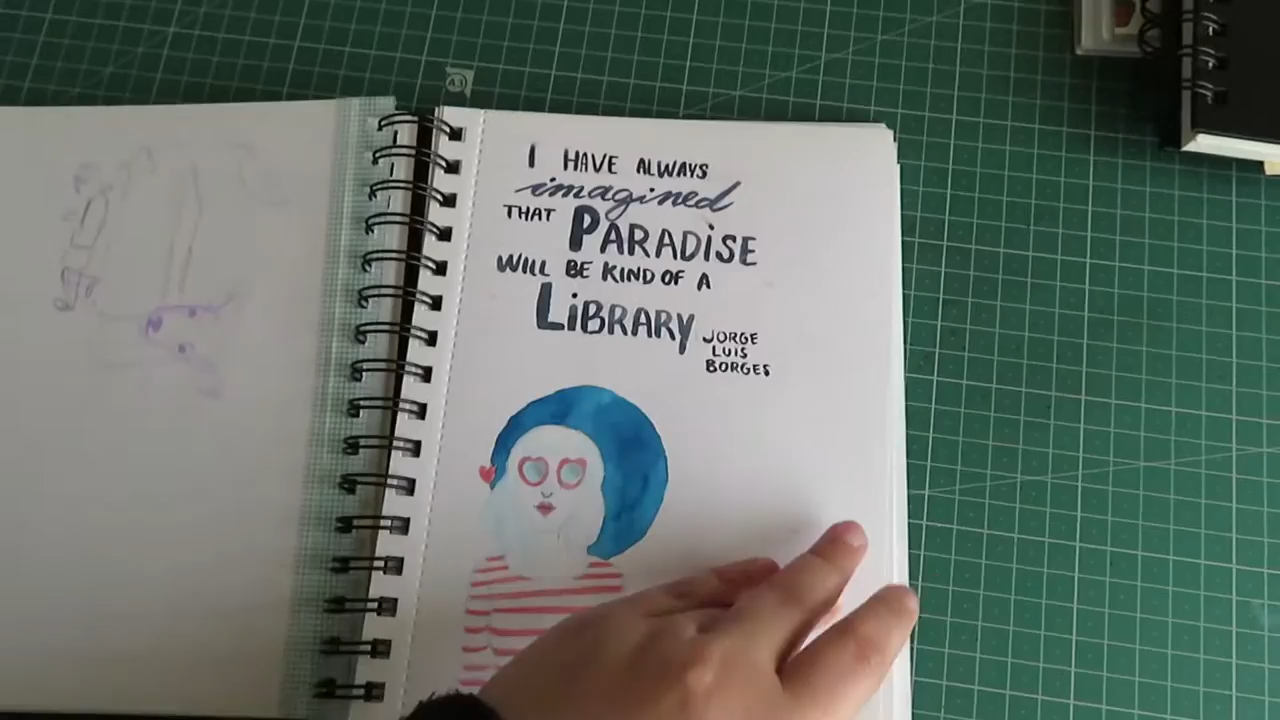 I HAVE ALWAYS
imagined
THAT PARADiSE
WILL BE KIND OF A
LiBRARY
JORGE
LUIS
BORGES